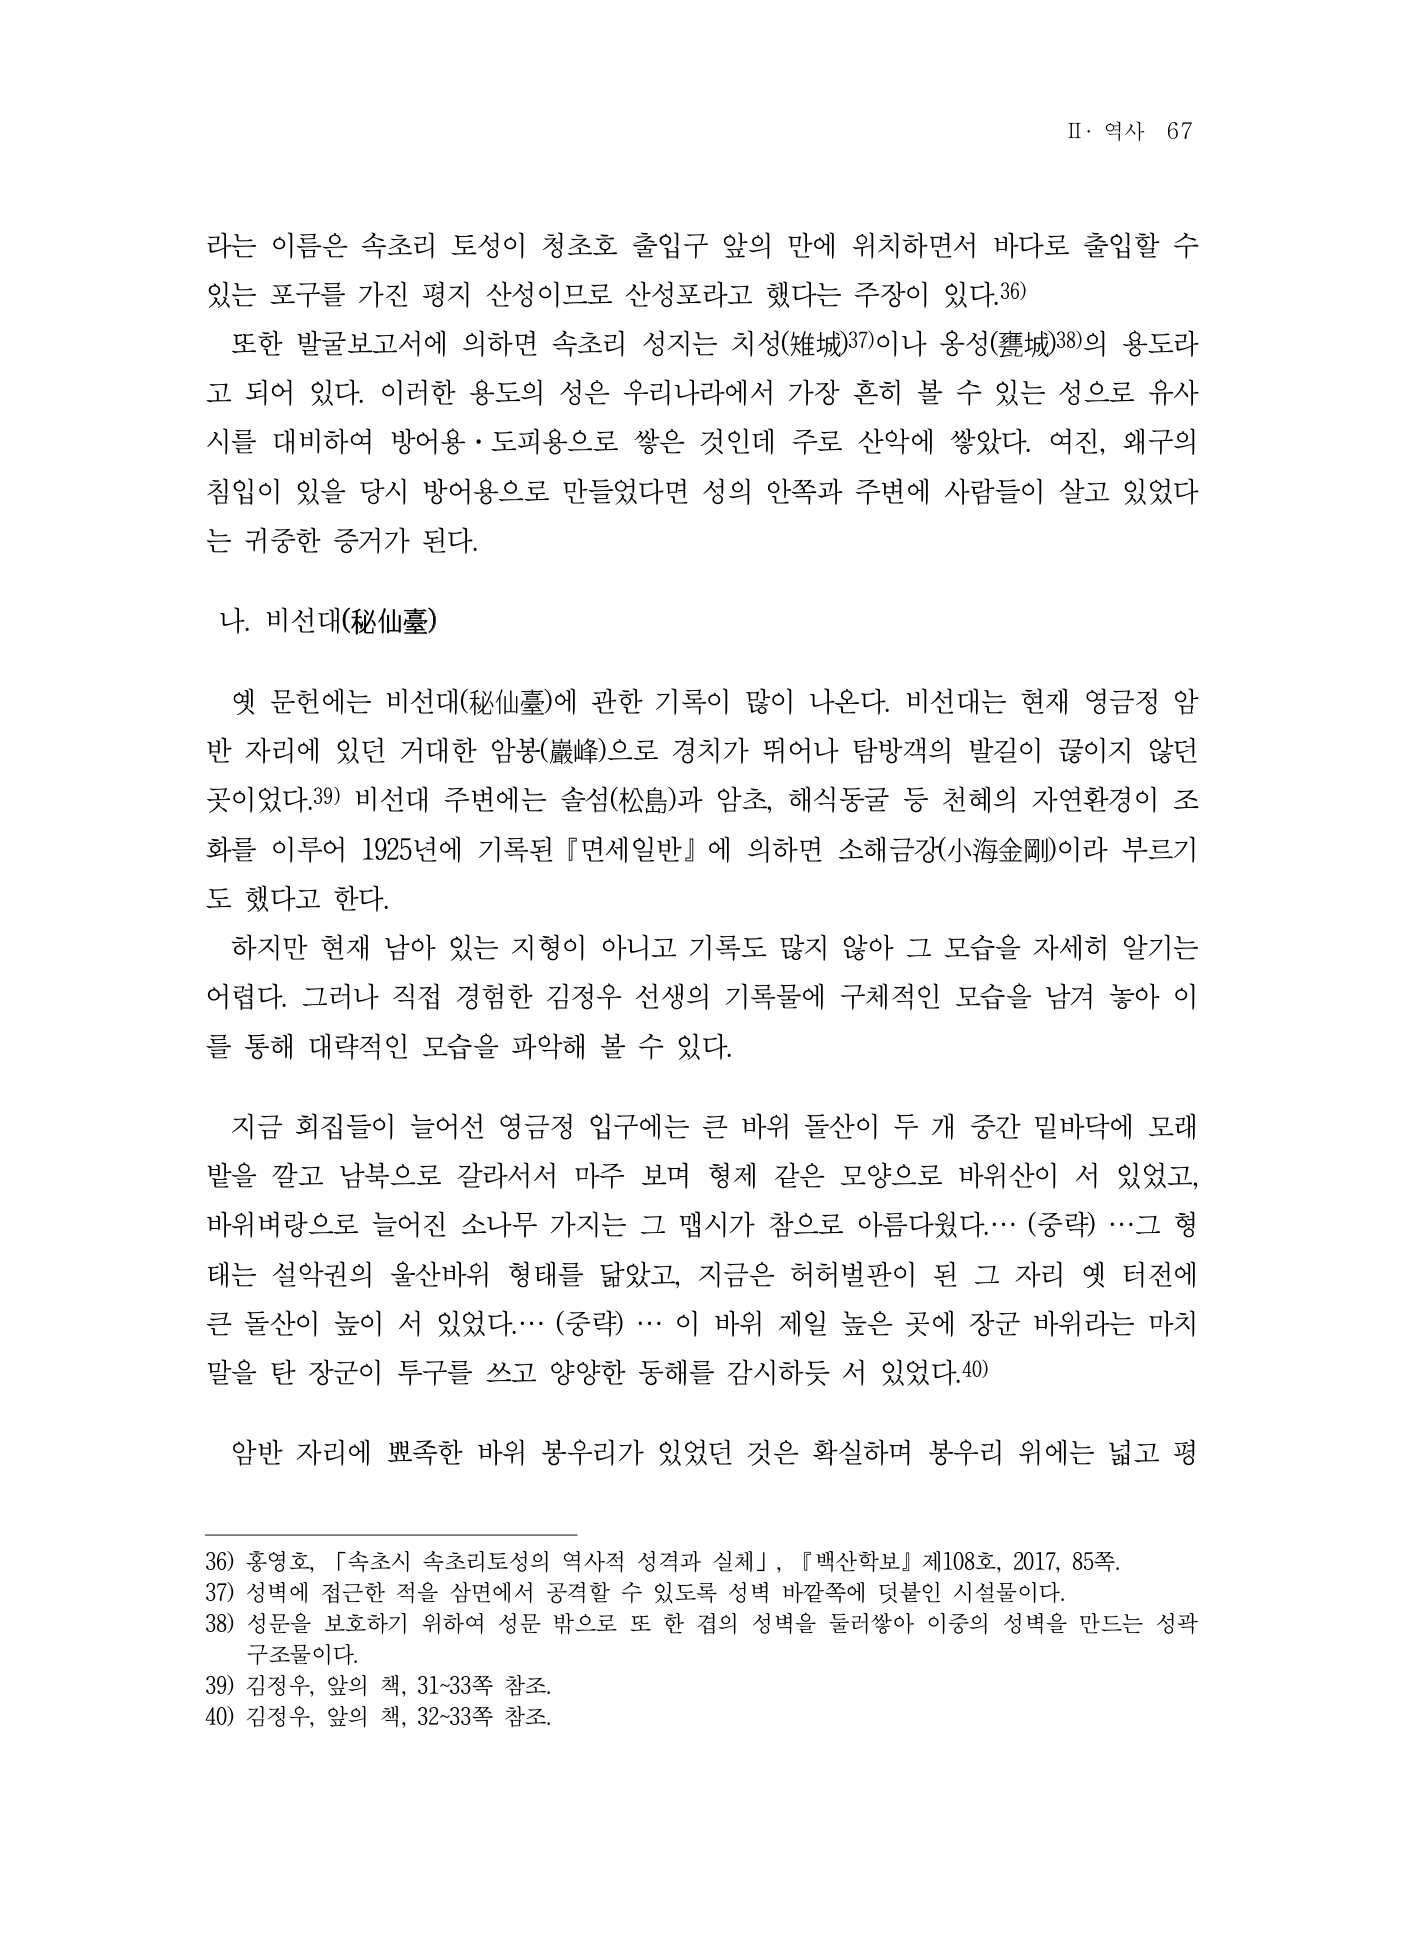 Ⅱ· 역사 67
라는 이름은 속초리 토성이 청초호 출입구 앞의 만에 위치하면서 바다로 출입할 수
있는 포구를 가진 평지 산성이므로 산성포라고 했다는 주장이 있다.36)
또한 발굴보고서에 의하면 속초리 성지는 치성(雉城)37)이나 옹성(甕城)38)의 용도라
고 되어 있다. 이러한 용도의 성은 우리나라에서 가장 흔히 볼 수 있는 성으로 유사
시를 대비하여 방어용·도피용으로 쌓은 것인데 주로 산악에 쌓았다. 여진, 왜구의
침입이 있을 당시 방어용으로 만들었다면 성의 안쪽과 주변에 사람들이 살고 있었다
는 귀중한 증거가 된다.
나. 비선대(秘仙臺)
옛 문헌에는 비선대(秘仙臺)에 관한 기록이 많이 나온다. 비선대는 현재 영금정 암
반 자리에 있던 거대한 암봉(巖峰)으로 경치가 뛰어나 탐방객의 발길이 끊이지 않던
곳이었다.39) 비선대 주변에는 솔섬(松島)과 암초, 해식동굴 등 천혜의 자연환경이 조
화를 이루어 1925년에 기록된『면세일반』에 의하면 소해금강(小海金剛)이라 부르기
도 했다고 한다.
하지만 현재 남아 있는 지형이 아니고 기록도 많지 않아 그 모습을 자세히 알기는
어렵다. 그러나 직접 경험한 김정우 선생의 기록물에 구체적인 모습을 남겨 놓아 이
를 통해 대략적인 모습을 파악해 볼 수 있다.
지금 회집들이 늘어선 영금정 입구에는 큰 바위 돌산이 두 개 중간 밑바닥에 모래
밭을 깔고 남북으로 갈라서서 마주 보며 형제 같은 모양으로 바위산이 서 있었고,
바위벼랑으로 늘어진 소나무 가지는 그 맵시가 참으로 아름다웠다.… (중략) …그 형
태는 설악권의 울산바위 형태를 닮았고, 지금은 허허벌판이 된 그 자리 옛 터전에
큰 돌산이 높이 서 있었다.… (중략) … 이 바위 제일 높은 곳에 장군 바위라는 마치
말을 탄 장군이 투구를 쓰고 양양한 동해를 감시하듯 서 있었다.40)
암반 자리에 뾰족한 바위 봉우리가 있었던 것은 확실하며 봉우리 위에는 넓고 평
36) 홍영호, 「속초시 속초리토성의 역사적 성격과 실체」, 『백산학보』제108호, 2017, 85쪽.
37) 성벽에 접근한 적을 삼면에서 공격할 수 있도록 성벽 바깥쪽에 덧붙인 시설물이다.
38) 성문을 보호하기 위하여 성문 밖으로 또 한 겹의 성벽을 둘러쌓아 이중의 성벽을 만드는 성곽
구조물이다.
39) 김정우, 앞의 책, 31~33쪽 참조.
40) 김정우, 앞의 책, 32~33쪽 참조.